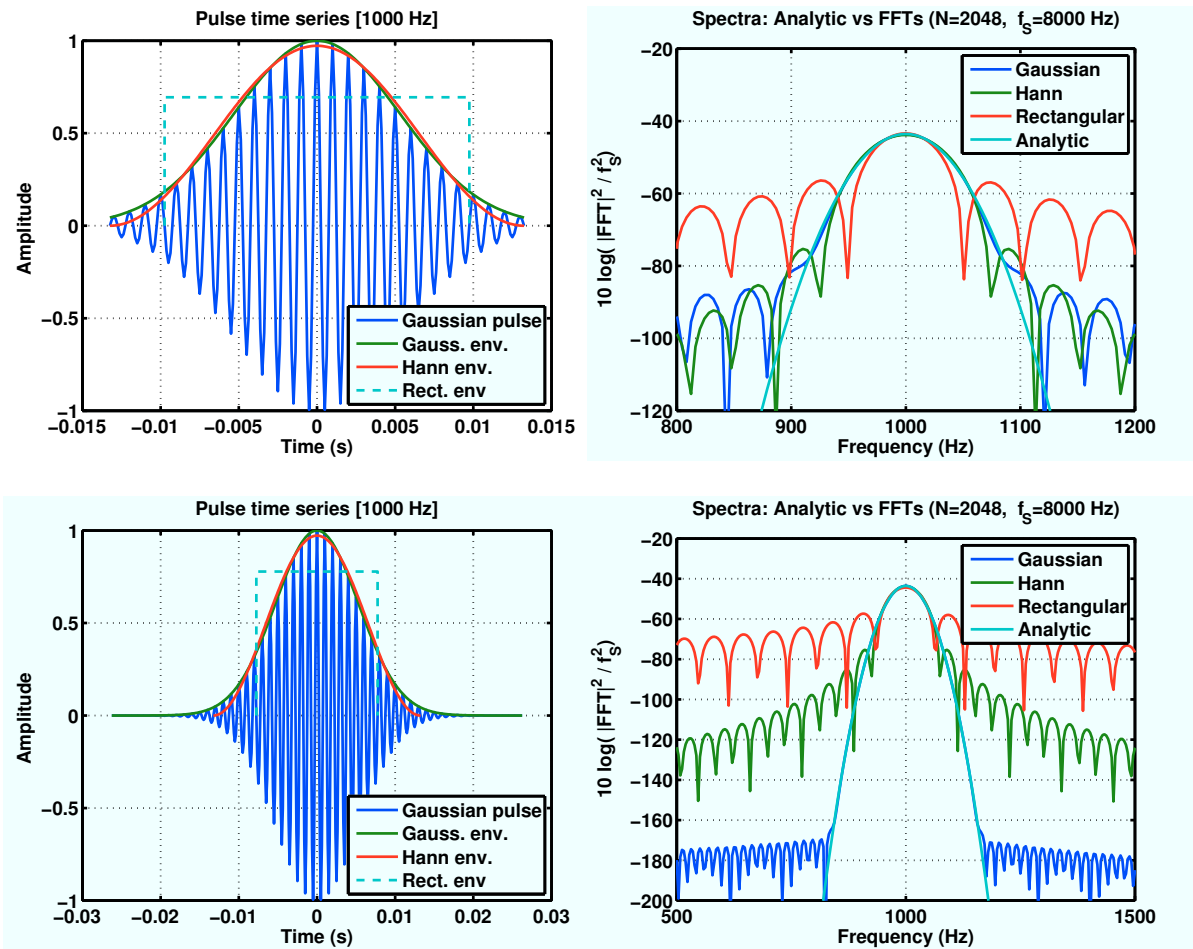 Pulse time series [1000 Hz]
1
0.5
0
−0.5
−1
Amplitude
−0.015
−0.01
−0.005
0
0.005
0.01
0.015
Time (s)
Gaussian pulse
Gauss. env.
Hann env.
Rect. env
Spectra: Analytic vs FFTs (N=2048, f_S=8000 Hz)
−20
−40
−60
−80
−100
−120
10 log( |FFT|² / f²_S)
800
900
1000
1100
1200
Frequency (Hz)
Gaussian
Hann
Rectangular
Analytic
Pulse time series [1000 Hz]
1
0.5
0
−0.5
−1
Amplitude
−0.03
−0.02
−0.01
0
0.01
0.02
0.03
Time (s)
Gaussian pulse
Gauss. env.
Hann env.
Rect. env
Spectra: Analytic vs FFTs (N=2048, f_S=8000 Hz)
−20
−40
−60
−80
−100
−120
−140
−160
−180
−200
10 log( |FFT|² / f²_S)
500
1000
1500
Frequency (Hz)
Gaussian
Hann
Rectangular
Analytic